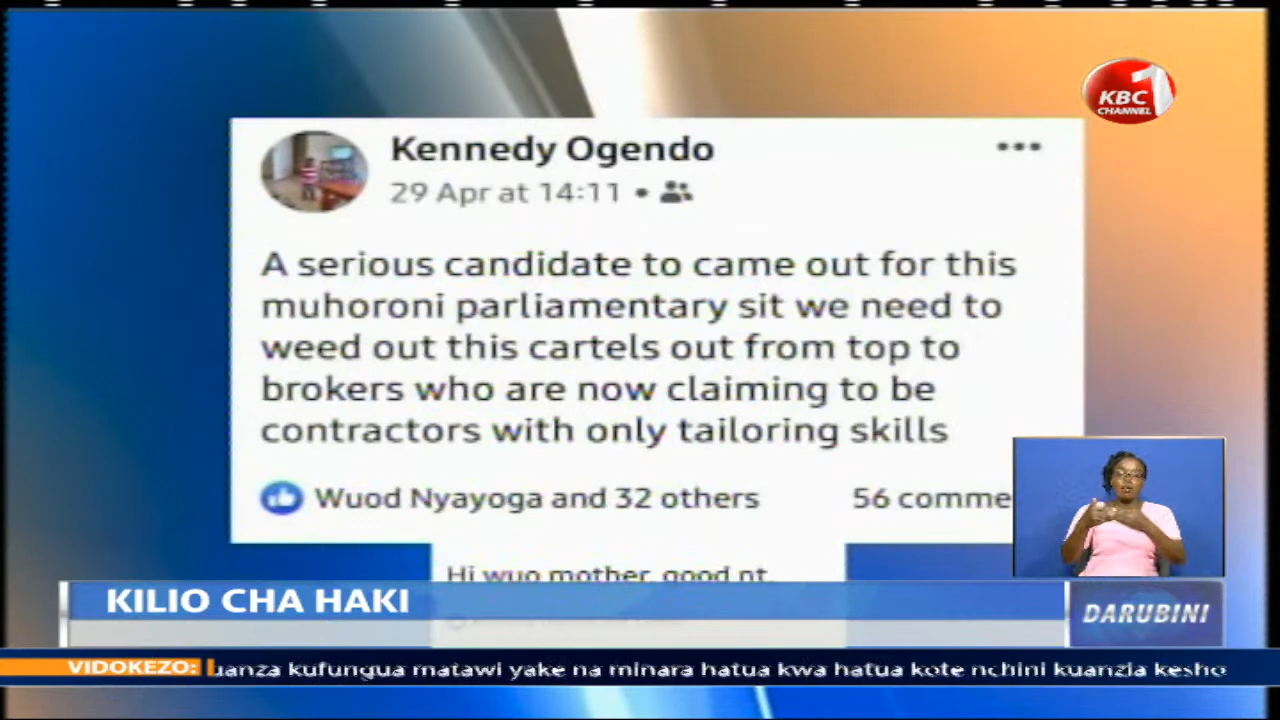 KBC 1
CHANNEL
Kennedy Ogendo
29 Apr at 14:11 •
A serious candidate to came out for this
muhoroni parliamentary sit we need to
weed out this cartels out from top to
brokers who are now claiming to be
contractors with only tailoring skills
Wuod Nyayoga and 32 others 56 comme
Hi wuo mother, good nt.
KILIO CHA HAKI
DARUBINI
VIDOKEZO: uanza kufungua matawi yake na minara hatua kwa hatua kote nchini kuanzia kesho